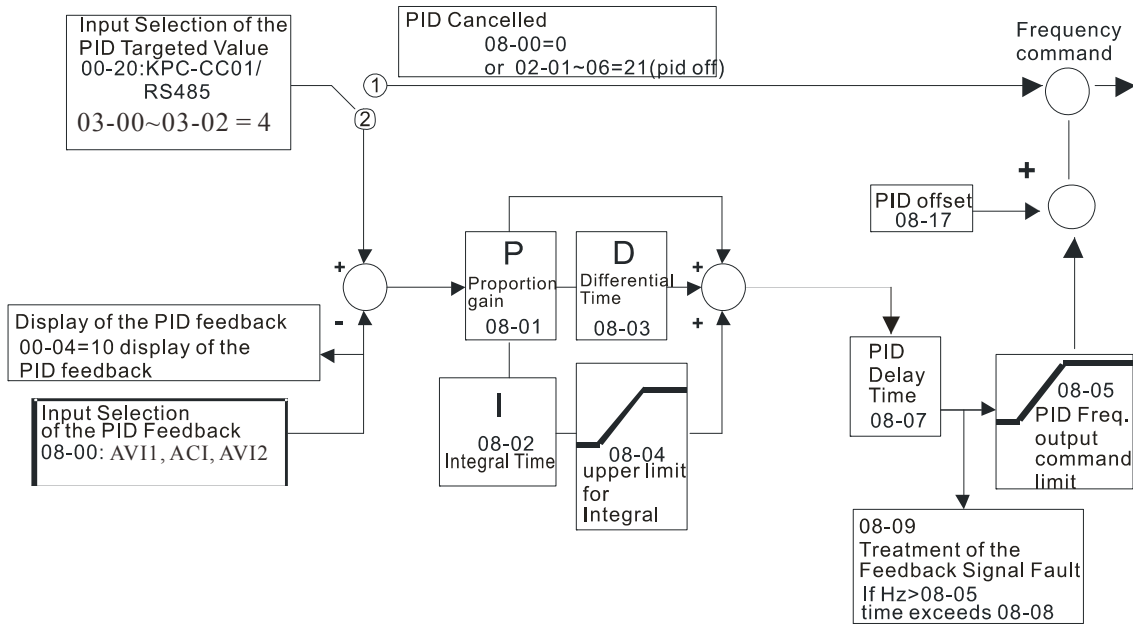 Input Selection of the
PID Targeted Value
00-20:KPC-CC01/
RS485
03-00~03-02 = 4
PID Cancelled
08-00=0
or 02-01~06=21(pid off)
Frequency
command
1
2
+
PID offset
08-17
+
-
P
Proportion
gain
08-01
D
Differential
Time
08-03
+
+
Display of the PID feedback
00-04=10 display of the
PID feedback
PID
Delay
Time
08-07
08-05
PID Freq.
output
command
limit
Input Selection
of the PID Feedback
08-00: AVI1, ACI, AVI2
I
08-02
Integral Time
08-04
upper limit
for
Integral
08-09
Treatment of the
Feedback Signal Fault
If Hz>08-05
time exceeds 08-08